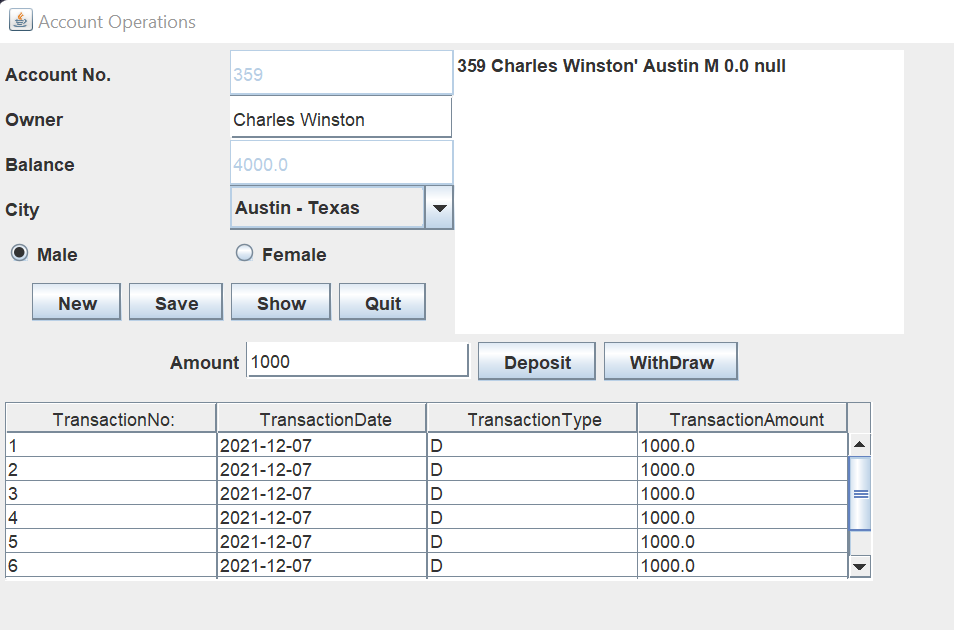 Account Operations
Account No. 359
359 Charles Winston' Austin M 0.0 null
Owner Charles Winston
Balance 4000.0
City Austin - Texas
Male Female
New Save Show Quit
Amount 1000 Deposit WithDraw
TransactionNo: TransactionDate TransactionType TransactionAmount
1 2021-12-07 D 1000.0
2 2021-12-07 D 1000.0
3 2021-12-07 D 1000.0
4 2021-12-07 D 1000.0
5 2021-12-07 D 1000.0
6 2021-12-07 D 1000.0